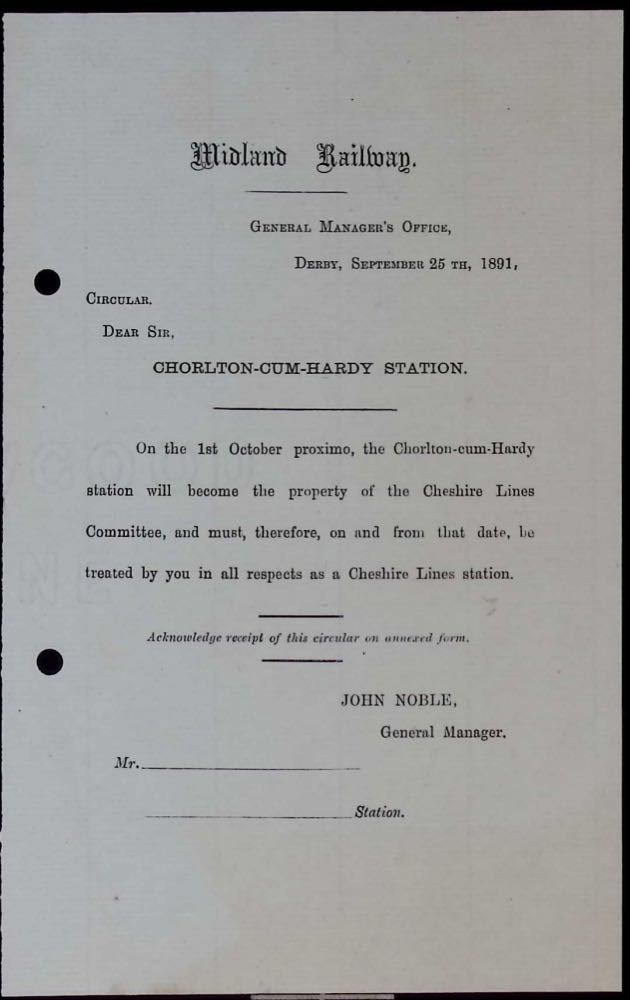 Midland Railway.
GENERAL MANAGER'S OFFICE,
DERBY, SEPTEMBER 25 TH, 1891,
CIRCULAR.
DEAR SIR,
CHORLTON-CUM-HARDY STATION.
On the 1st October proximo, the Chorlton-cum-Hardy
station will become the property of the Cheshire Lines
Committee, and must, therefore, on and from that date, be
treated by you in all respects as a Cheshire Lines station.
Acknowledge receipt of this circular on annexed form.
JOHN NOBLE,
General Manager.
Mr.
Station.